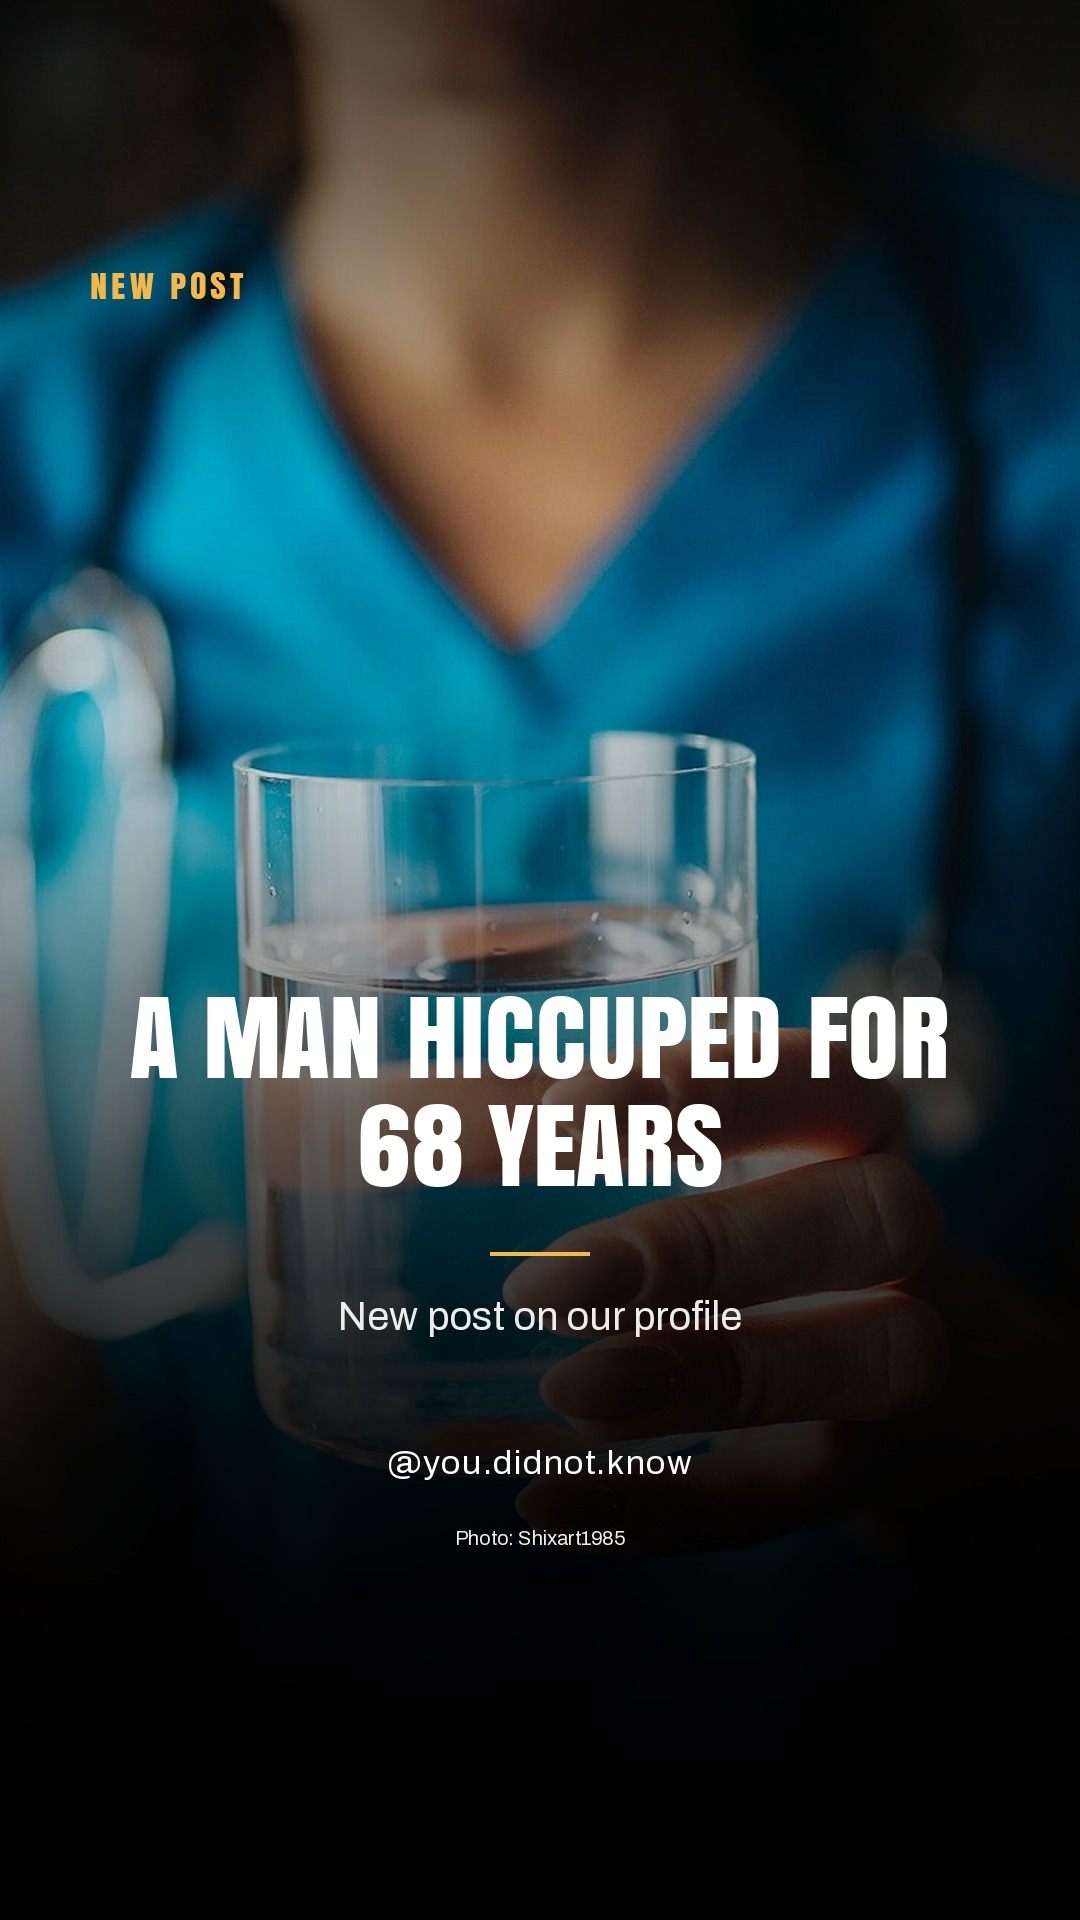 NEW POST
A MAN HICCUPED FOR
68 YEARS
New post on our profile
@you.didnot.know
Photo: Shixart1985